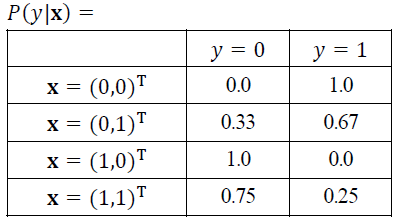 P(y|x) =
y = 0 y = 1
x = (0,0)ᵀ 0.0 1.0
x = (0,1)ᵀ 0.33 0.67
x = (1,0)ᵀ 1.0 0.0
x = (1,1)ᵀ 0.75 0.25